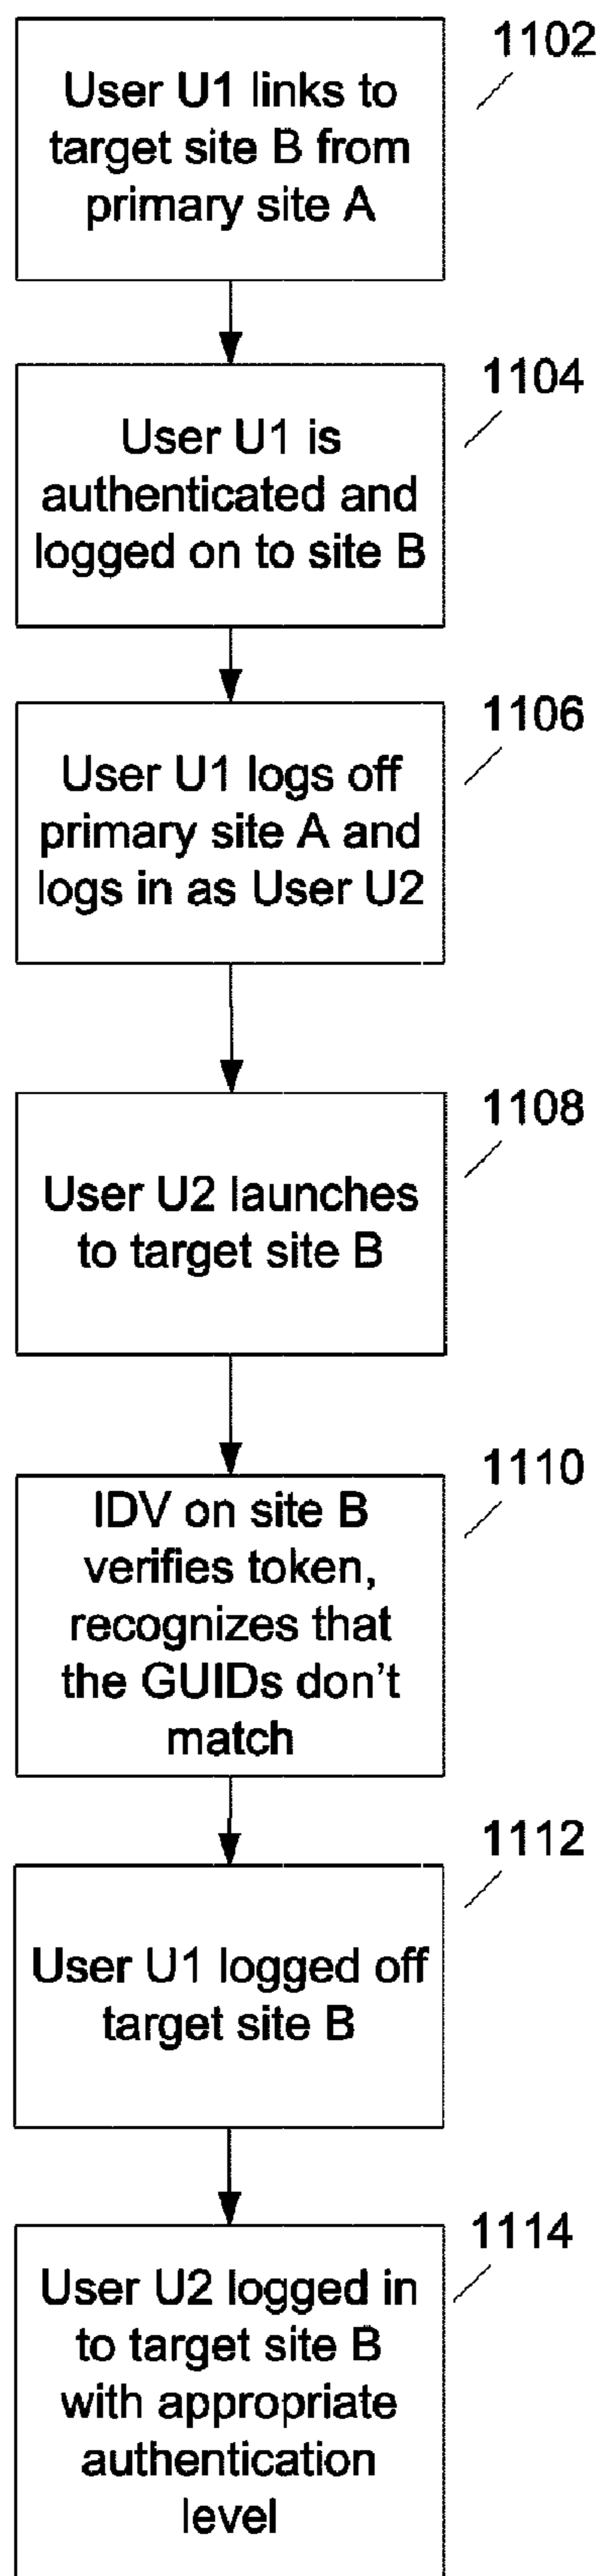 1102
User U1 links to
target site B from
primary site A
1104
User U1 is
authenticated and
logged on to site B
1106
User U1 logs off
primary site A and
logs in as User U2
1108
User U2 launches
to target site B
1110
IDV on site B
verifies token,
recognizes that
the GUIDs don't
match
1112
User U1 logged off
target site B
1114
User U2 logged in
to target site B
with appropriate
authentication
level